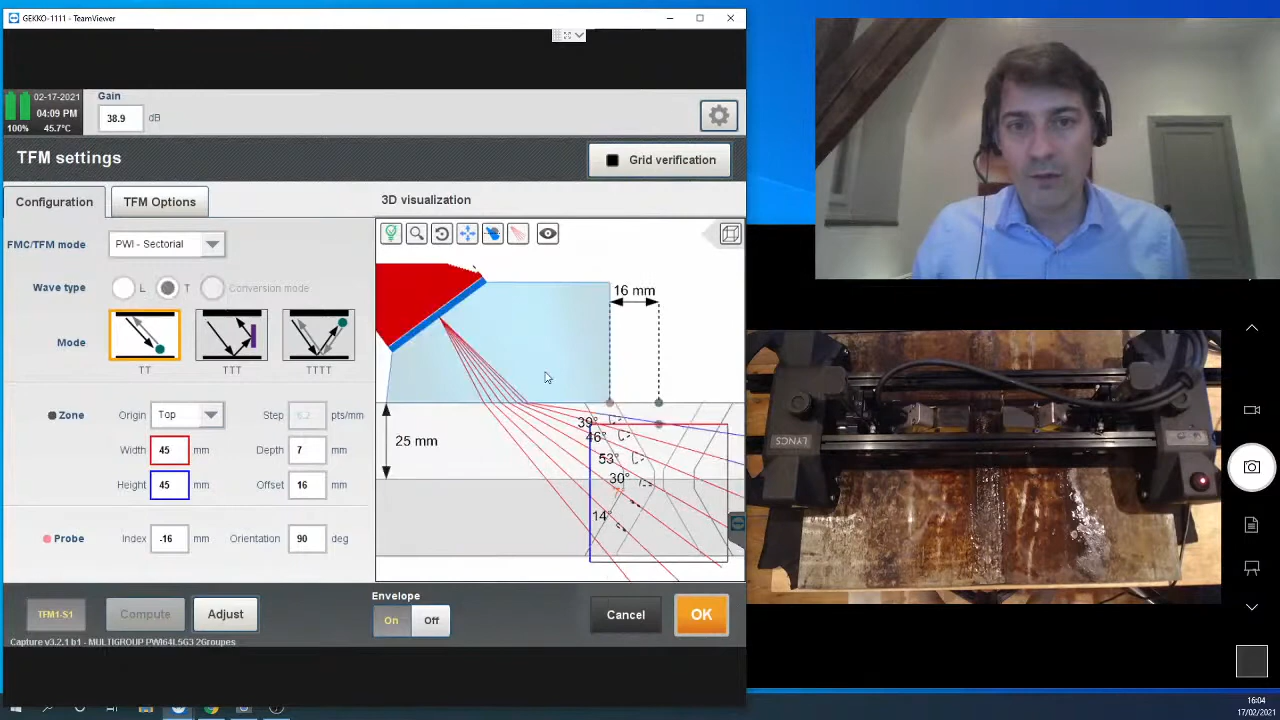 GEKKO-1111 - TeamViewer
02-17-2021
04:09 PM
100% 45.7°C
Gain
38.9 dB
TFM settings
Grid verification
Configuration
TFM Options
3D visualization
FMC/TFM mode PWI - Sectorial
Wave type L T Conversion mode
Mode
TT TTT TTTT
Zone Origin Top Step pts/mm
Width 45 mm Depth 7 mm
Height 45 mm Offset 16 mm
Probe Index -16 mm Orientation 90 deg
16 mm
25 mm
39°
46°
53°
30°
14°
TFM1-S1 Compute Adjust
Envelope
On Off
Cancel OK
Capture v3.2.1 b1 - MULTIGROUP PWI64L5G3 2Groupes
LYNCS
16:04
17/02/2021